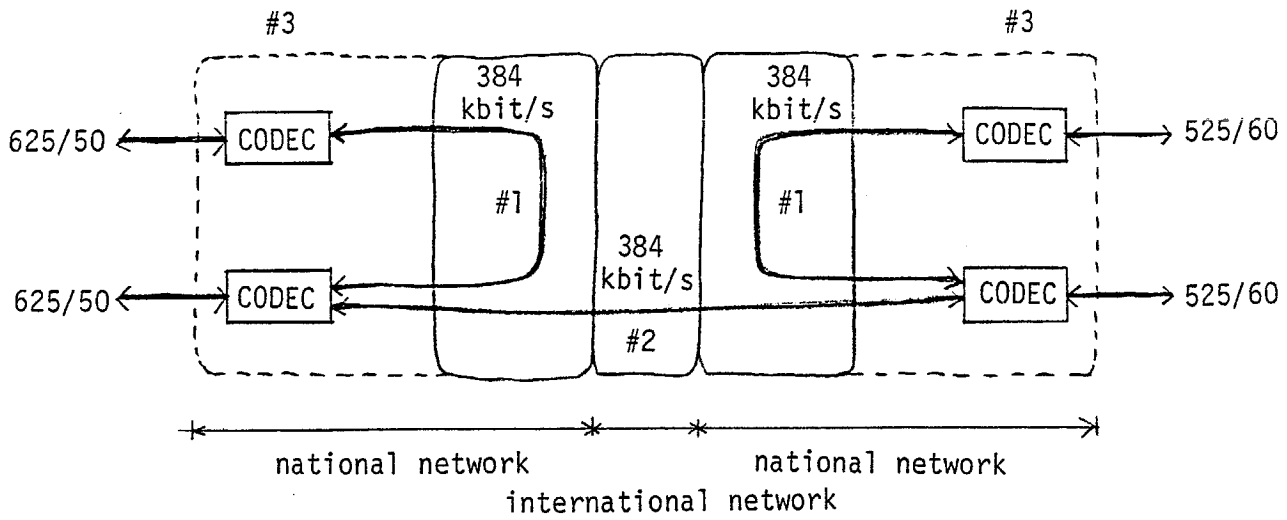 #3
#3
384
kbit/s
384
kbit/s
625/50
CODEC
CODEC
525/60
#1
#1
384
kbit/s
625/50
CODEC
CODEC
525/60
#2
national network
national network
international network